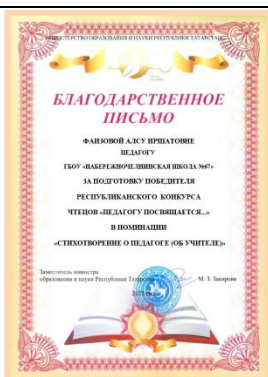 МИНИСТЕРСТВО ОБРАЗОВАНИЯ И НАУКИ РЕСПУБЛИКИ ТАТАРСТАН
БЛАГОДАРСТВЕННОЕ
ПИСЬМО
ФАИЗОВОЙ АЛСУ ИРШАТОВНЕ
ПЕДАГОГУ
ГБОУ «НАБЕРЕЖНОЧЕЛНИНСКАЯ ШКОЛА №67»
ЗА ПОДГОТОВКУ ПОБЕДИТЕЛЯ
РЕСПУБЛИКАНСКОГО КОНКУРСА
ЧТЕЦОВ «ПЕДАГОГУ ПОСВЯЩАЕТСЯ...»
В НОМИНАЦИИ
«СТИХОТВОРЕНИЕ О ПЕДАГОГЕ (ОБ УЧИТЕЛЕ)»
Заместитель министра
образования и науки Республики Татарстан М. З. Закирова